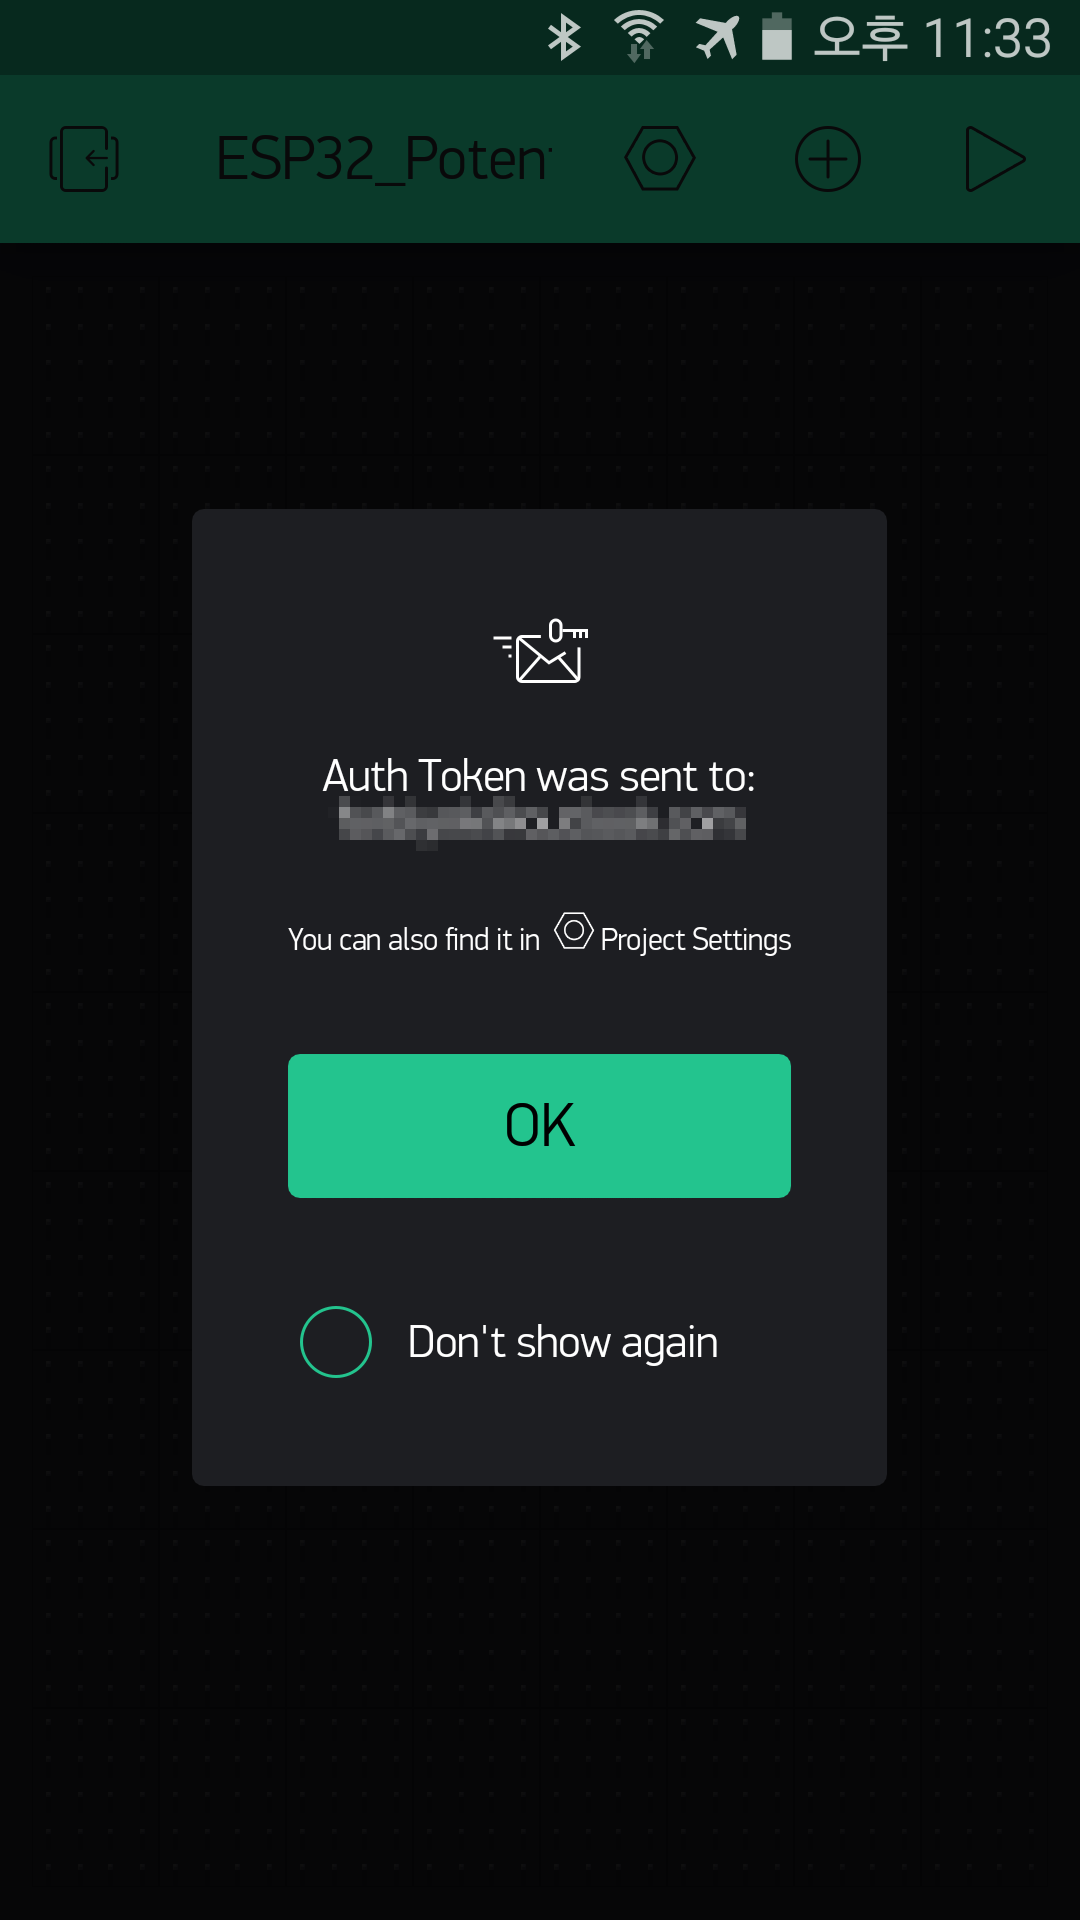 오후 11:33
ESP32_Poten
Auth Token was sent to:
You can also find it in Project Settings
OK
Don't show again